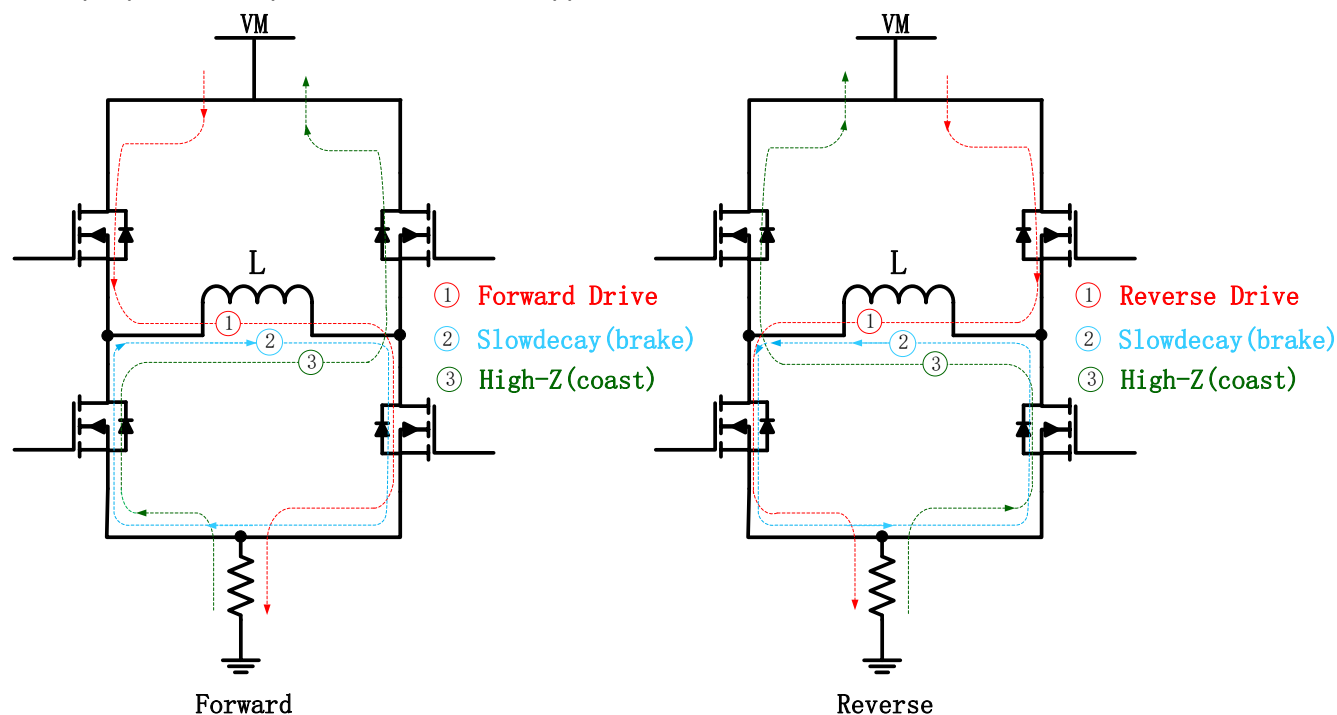 VM
L
① Forward Drive
② Slowdecay(brake)
③ High-Z(coast)
①
②
③
Forward
VM
L
① Reverse Drive
② Slowdecay(brake)
③ High-Z(coast)
①
②
③
Reverse